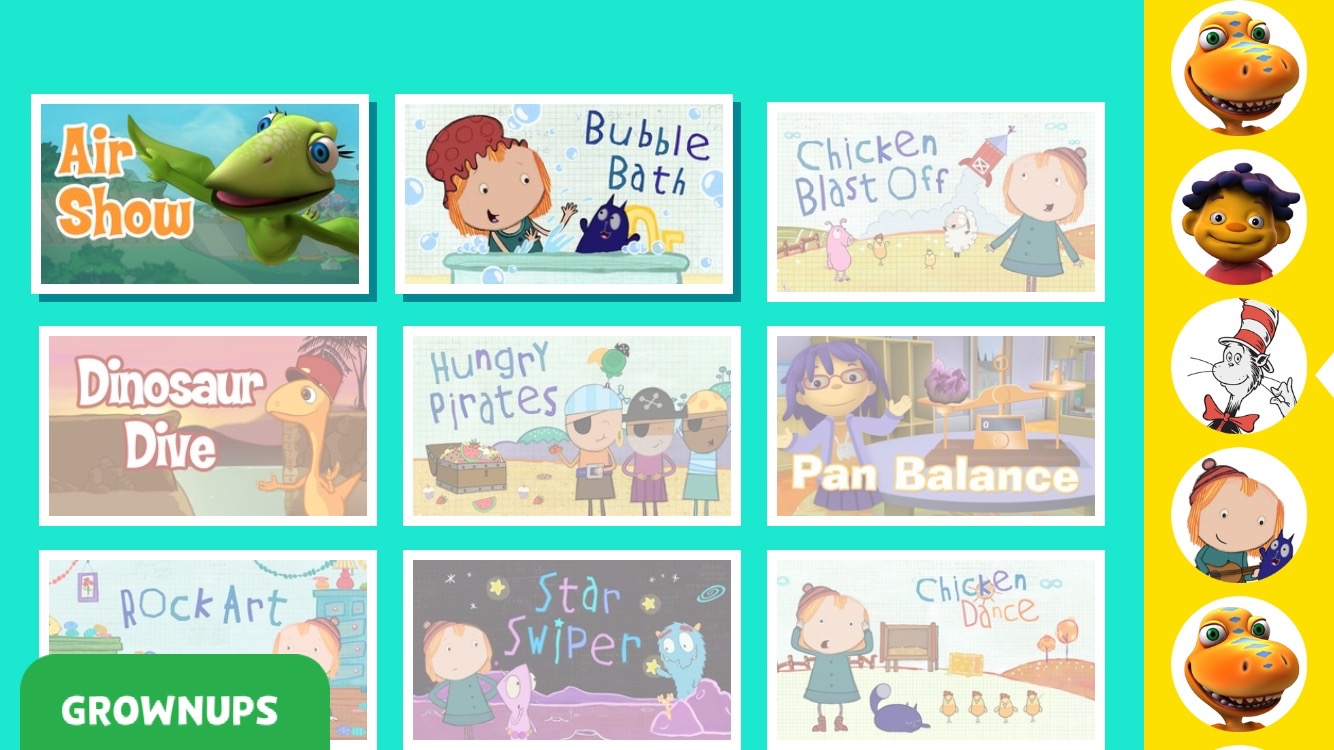 Air
Show
Bubble
Bath
Chicken
Blast Off
Dinosaur
Dive
Hungry
Pirates
0
Pan Balance
Rock Art
Star
Swiper
Chicken
Dance
GROWNUPS